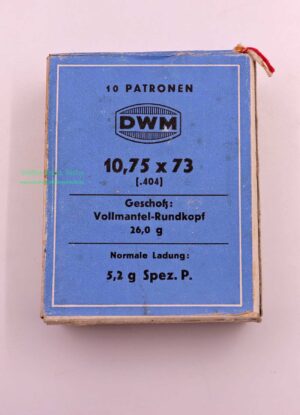 10 PATRONEN
DWM
10,75 x 73
[.404]
Geschoß:
Vollmantel-Rundkopf
26,0 g
Normale Ladung:
5,2 g Spez. P.